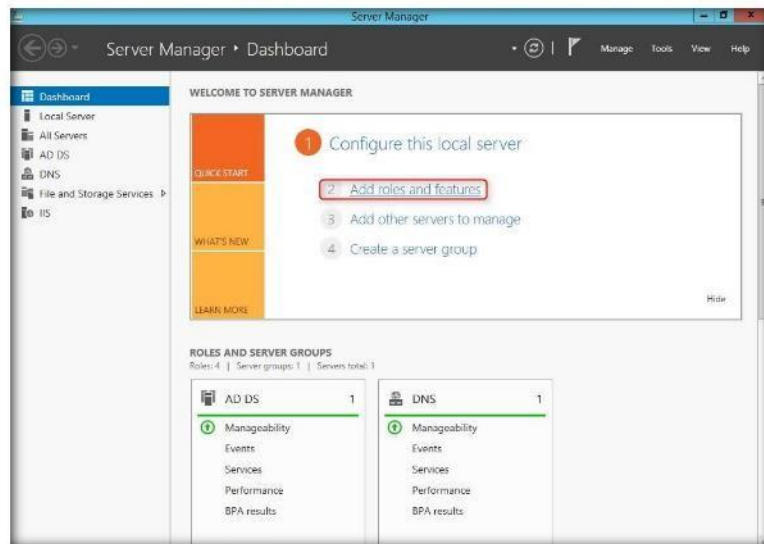 Server Manager
Server Manager • Dashboard
Manage Tools View Help
Dashboard
Local Server
All Servers
AD DS
DNS
File and Storage Services
IIS
WELCOME TO SERVER MANAGER
QUICK START
WHAT'S NEW
LEARN MORE
1 Configure this local server
2 Add roles and features
3 Add other servers to manage
4 Create a server group
Hide
ROLES AND SERVER GROUPS
Roles: 4 | Server groups: 1 | Servers total: 1
AD DS 1
Manageability
Events
Services
Performance
BPA results
DNS 1
Manageability
Events
Services
Performance
BPA results